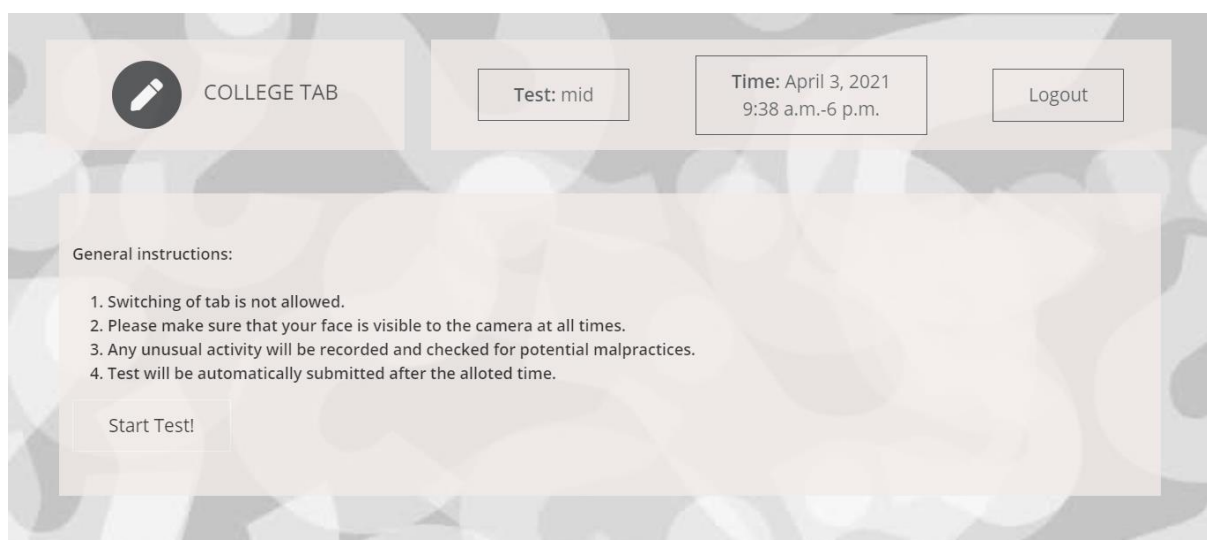 COLLEGE TAB
Test: mid
Time: April 3, 2021
9:38 a.m.-6 p.m.
Logout
General instructions:
1. Switching of tab is not allowed.
2. Please make sure that your face is visible to the camera at all times.
3. Any unusual activity will be recorded and checked for potential malpractices.
4. Test will be automatically submitted after the alloted time.
Start Test!